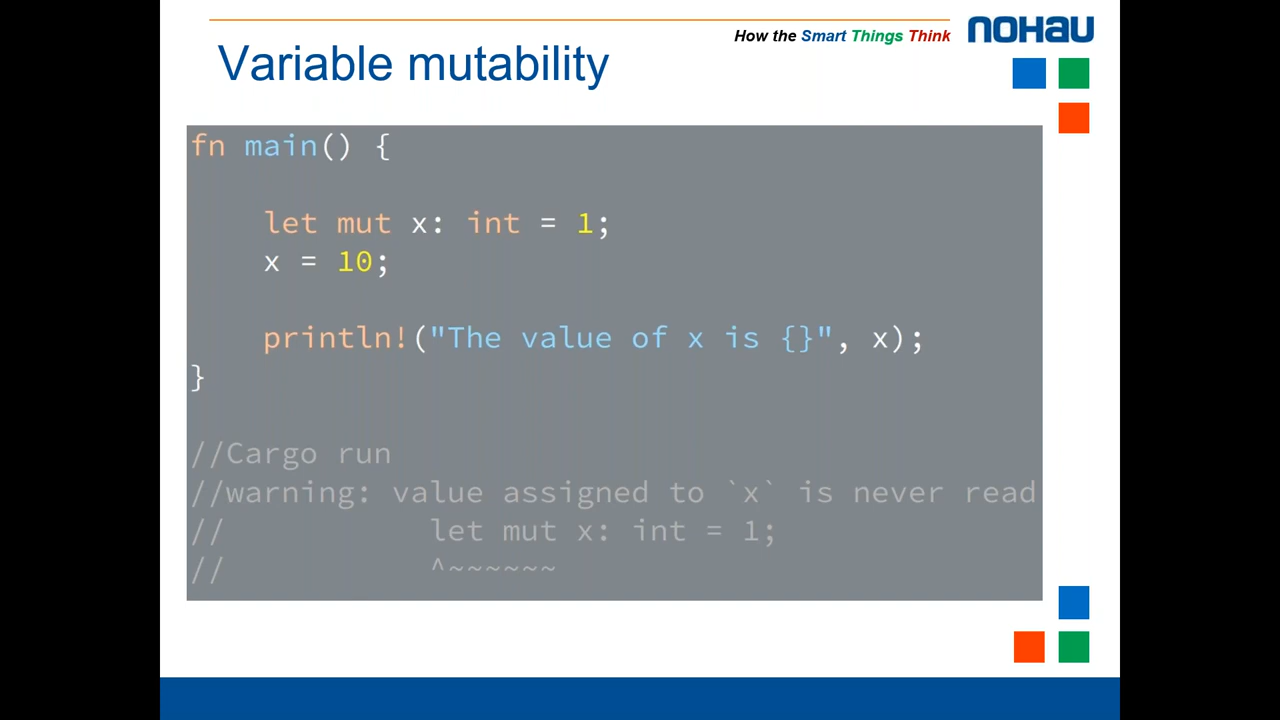 How the Smart Things Think
nohau
Variable mutability
fn main() {
    let mut x: int = 1;
    x = 10;
    println!("The value of x is {}", x);
}
//Cargo run
//warning: value assigned to `x` is never read
//           let mut x: int = 1;
//           ^~~~~~~